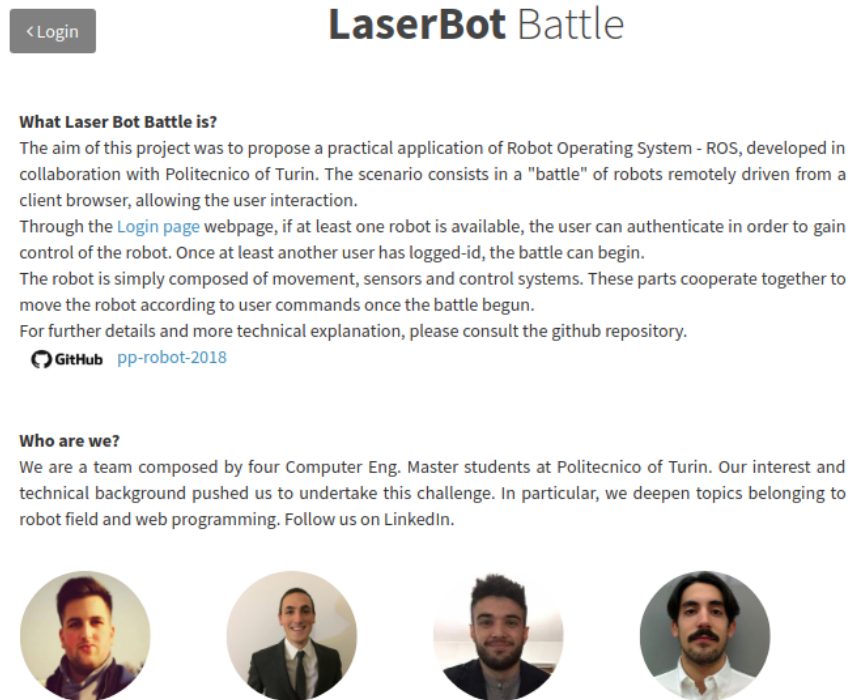 < Login
LaserBot Battle
What Laser Bot Battle is?
The aim of this project was to propose a practical application of Robot Operating System - ROS, developed in
collaboration with Politecnico of Turin. The scenario consists in a "battle" of robots remotely driven from a
client browser, allowing the user interaction.
Through the Login page webpage, if at least one robot is available, the user can authenticate in order to gain
control of the robot. Once at least another user has logged-id, the battle can begin.
The robot is simply composed of movement, sensors and control systems. These parts cooperate together to
move the robot according to user commands once the battle begun.
For further details and more technical explanation, please consult the github repository.
GitHub pp-robot-2018
Who are we?
We are a team composed by four Computer Eng. Master students at Politecnico of Turin. Our interest and
technical background pushed us to undertake this challenge. In particular, we deepen topics belonging to
robot field and web programming. Follow us on LinkedIn.